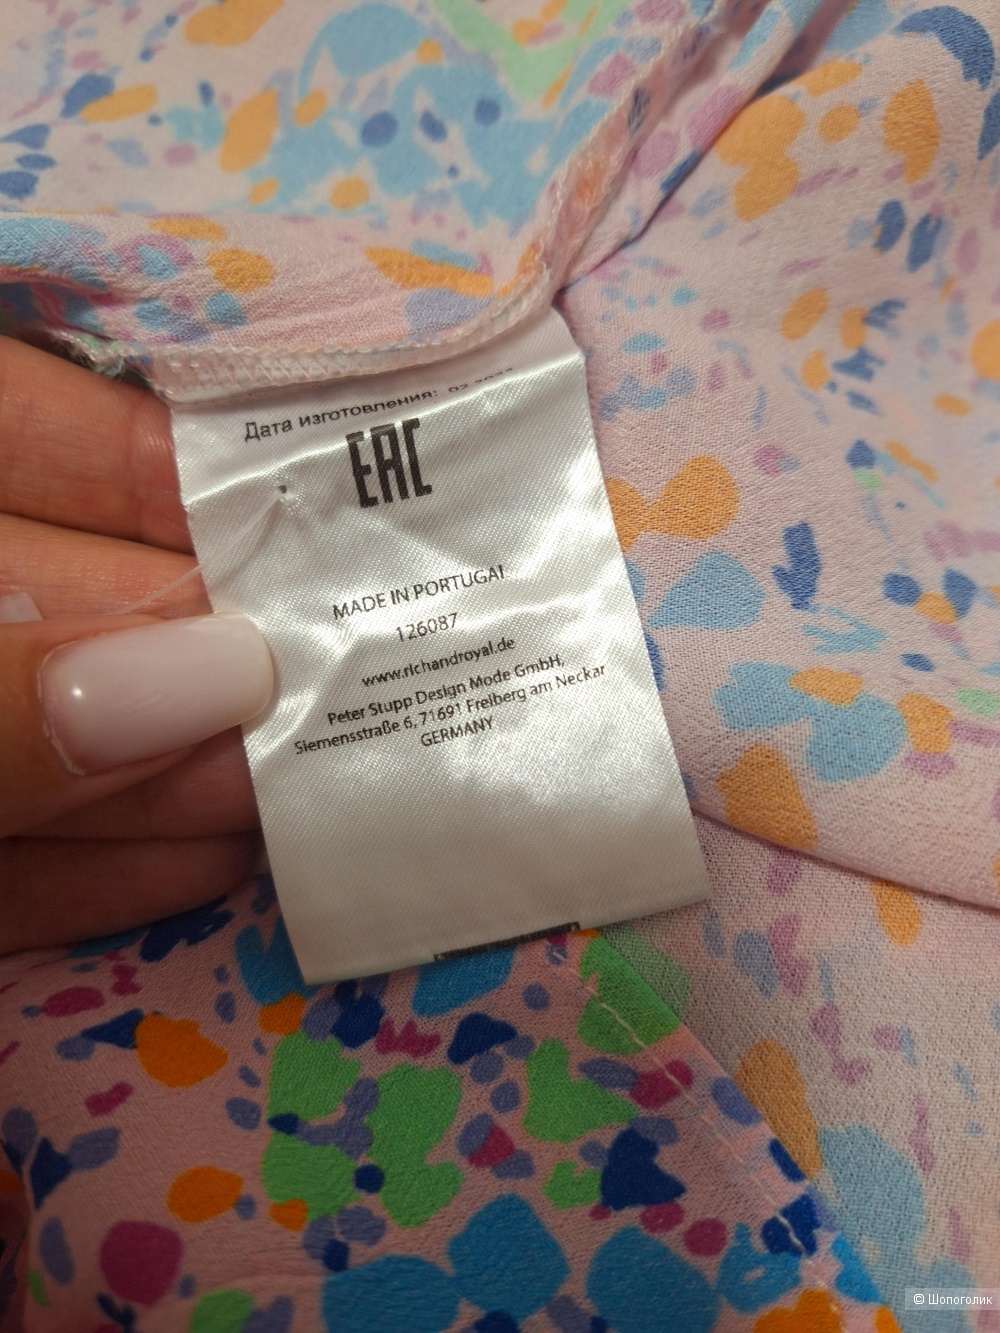 Дата изготовления:
EAC
MADE IN PORTUGAL
126087
www.richandroyal.de
Peter Stupp Design Mode GmbH,
Siemensstraße 6, 71691 Freiberg am Neckar
GERMANY
© Шопоголик